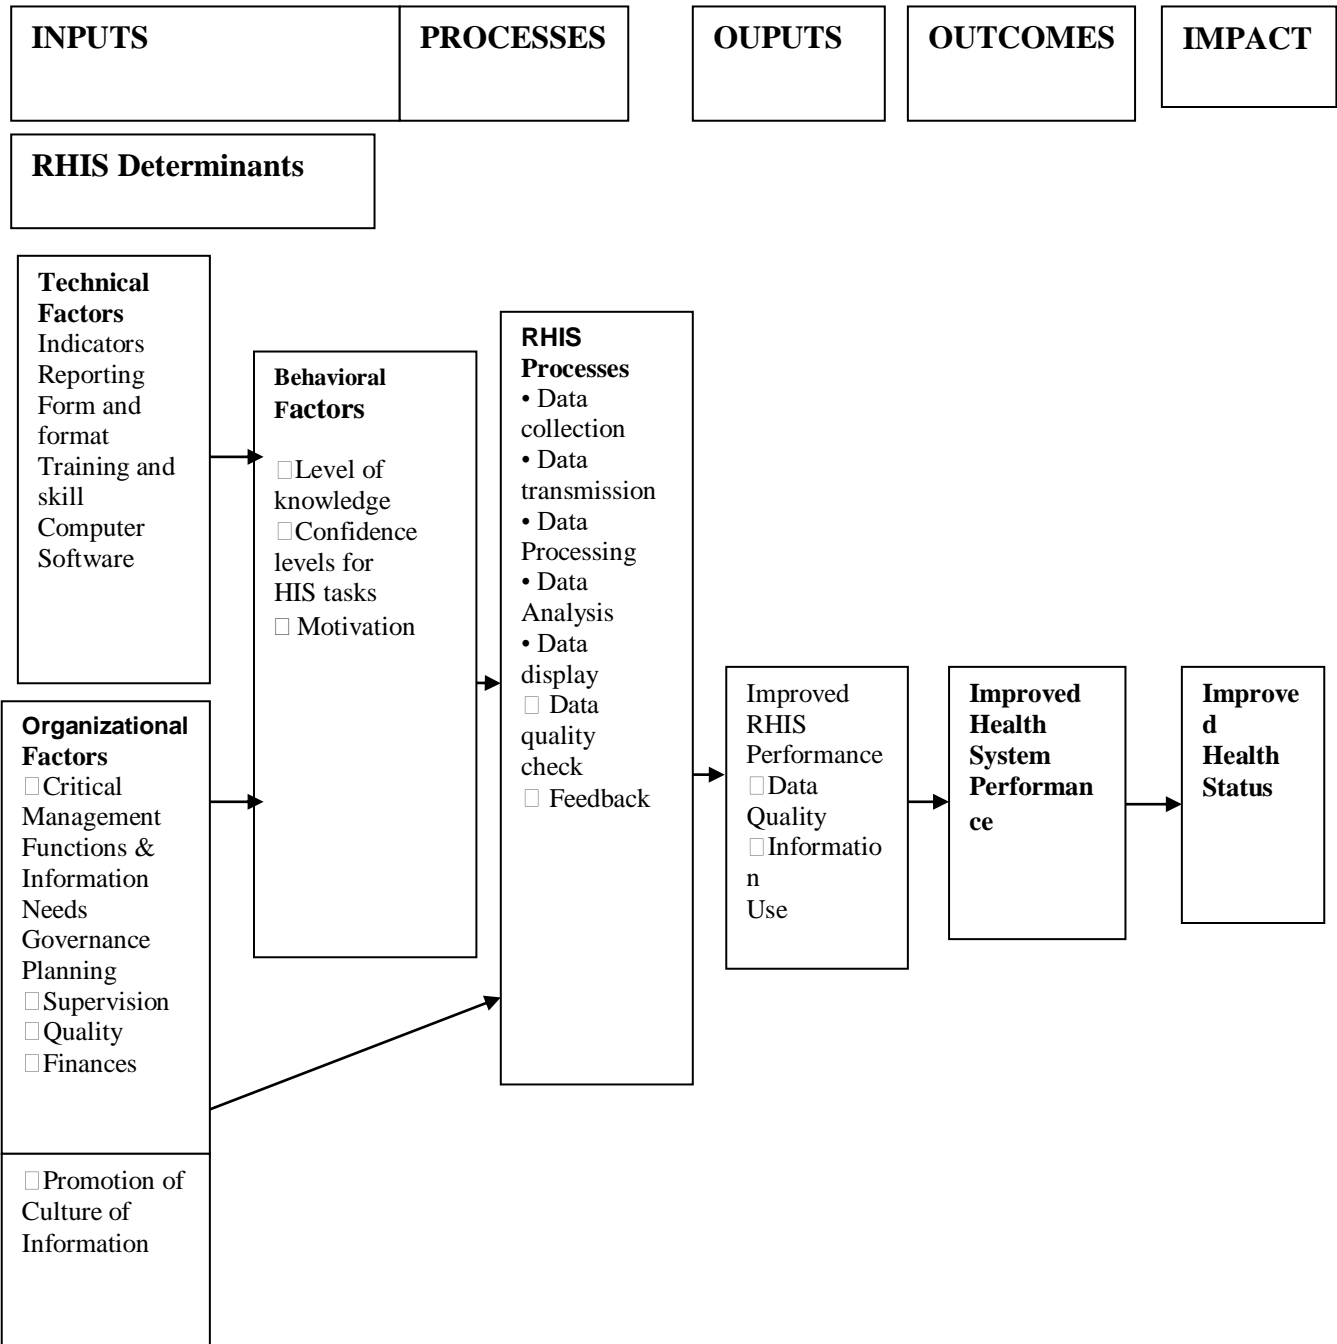 INPUTS
PROCESSES
OUPUTS
OUTCOMES
IMPACT
RHIS Determinants
Technical
Factors
Indicators
Reporting
Form and
format
Training and
skill
Computer
Software
Organizational
Factors
□Critical
Management
Functions &
Information
Needs
Governance
Planning
□Supervision
□Quality
□Finances
□Promotion of
Culture of
Information
Behavioral
Factors
□Level of
knowledge
□Confidence
levels for
HIS tasks
□ Motivation
RHIS
Processes
• Data
collection
• Data
transmission
• Data
Processing
• Data
Analysis
• Data
display
□ Data
quality
check
□ Feedback
Improved
RHIS
Performance
□Data
Quality
□Informatio
n
Use
Improved
Health
System
Performan
ce
Improve
d
Health
Status